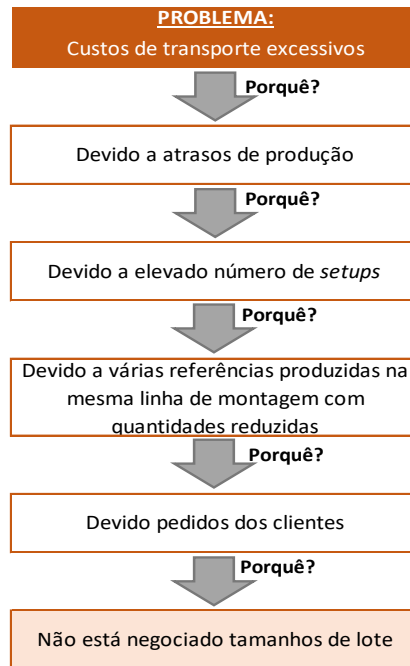 PROBLEMA:
Custos de transporte excessivos
Porquê?
Devido a atrasos de produção
Porquê?
Devido a elevado número de setups
Porquê?
Devido a várias referências produzidas na
mesma linha de montagem com
quantidades reduzidas
Porquê?
Devido pedidos dos clientes
Porquê?
Não está negociado tamanhos de lote